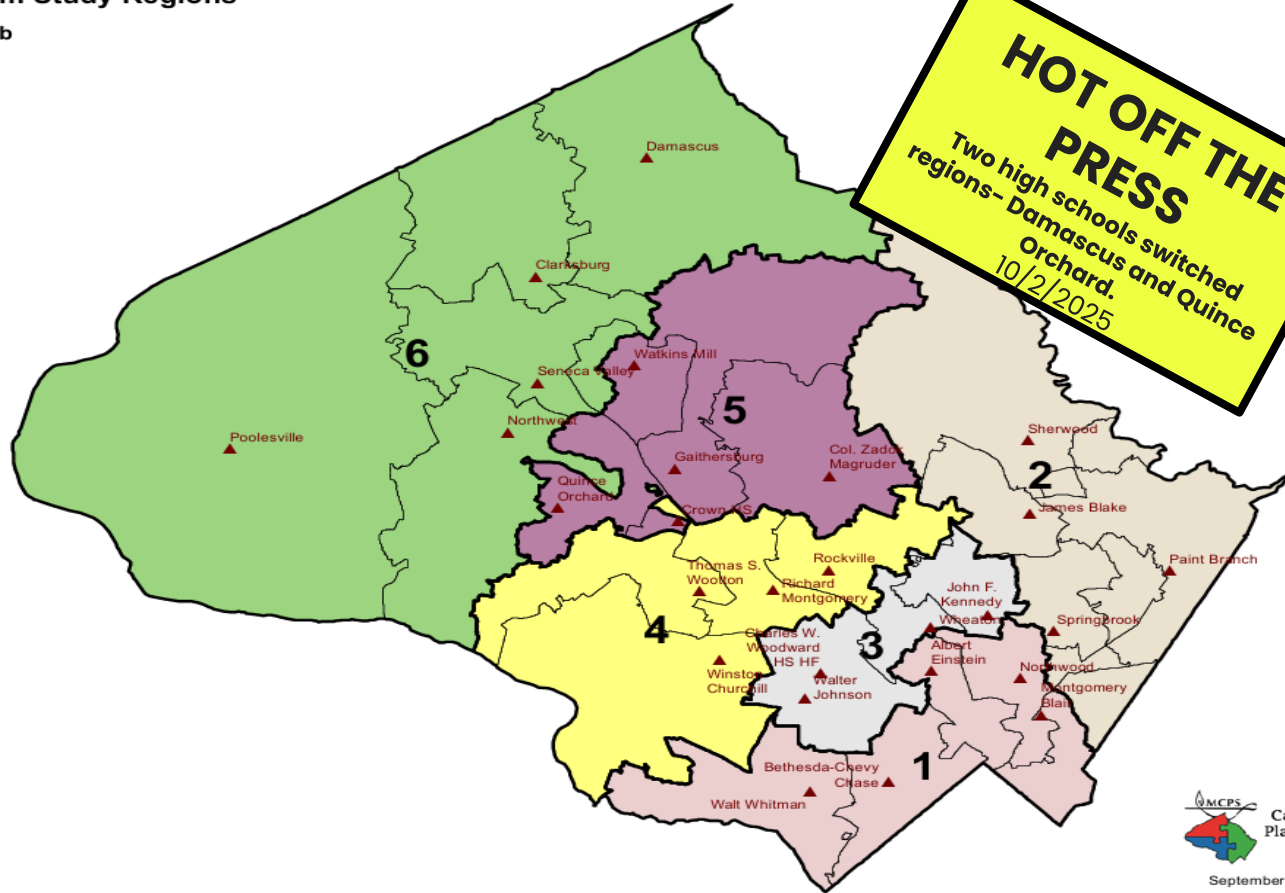 b
HOT OFF THE
PRESS
Two high schools switched
regions- Damascus and Quince
Orchard.
10/2/2025
Damascus
Clarksburg
6
Watkins Mill
Seneca Valley
5
Northwest
Poolesville
Sherwood
Gaithersburg
Col. Zadok
Magruder
2
Quince
Orchard
James Blake
Crown HS
Rockville
Paint Branch
Thomas S.
Wootton
Richard
Montgomery
John F.
Kennedy
Wheaton
Springbrook
4
Charles W.
Woodward
HS HF
3
Albert
Einstein
Winston
Churchill
Walter
Johnson
Northwood
Montgomery
Blair
Bethesda-Chevy
Chase
1
Walt Whitman
MCPS
September